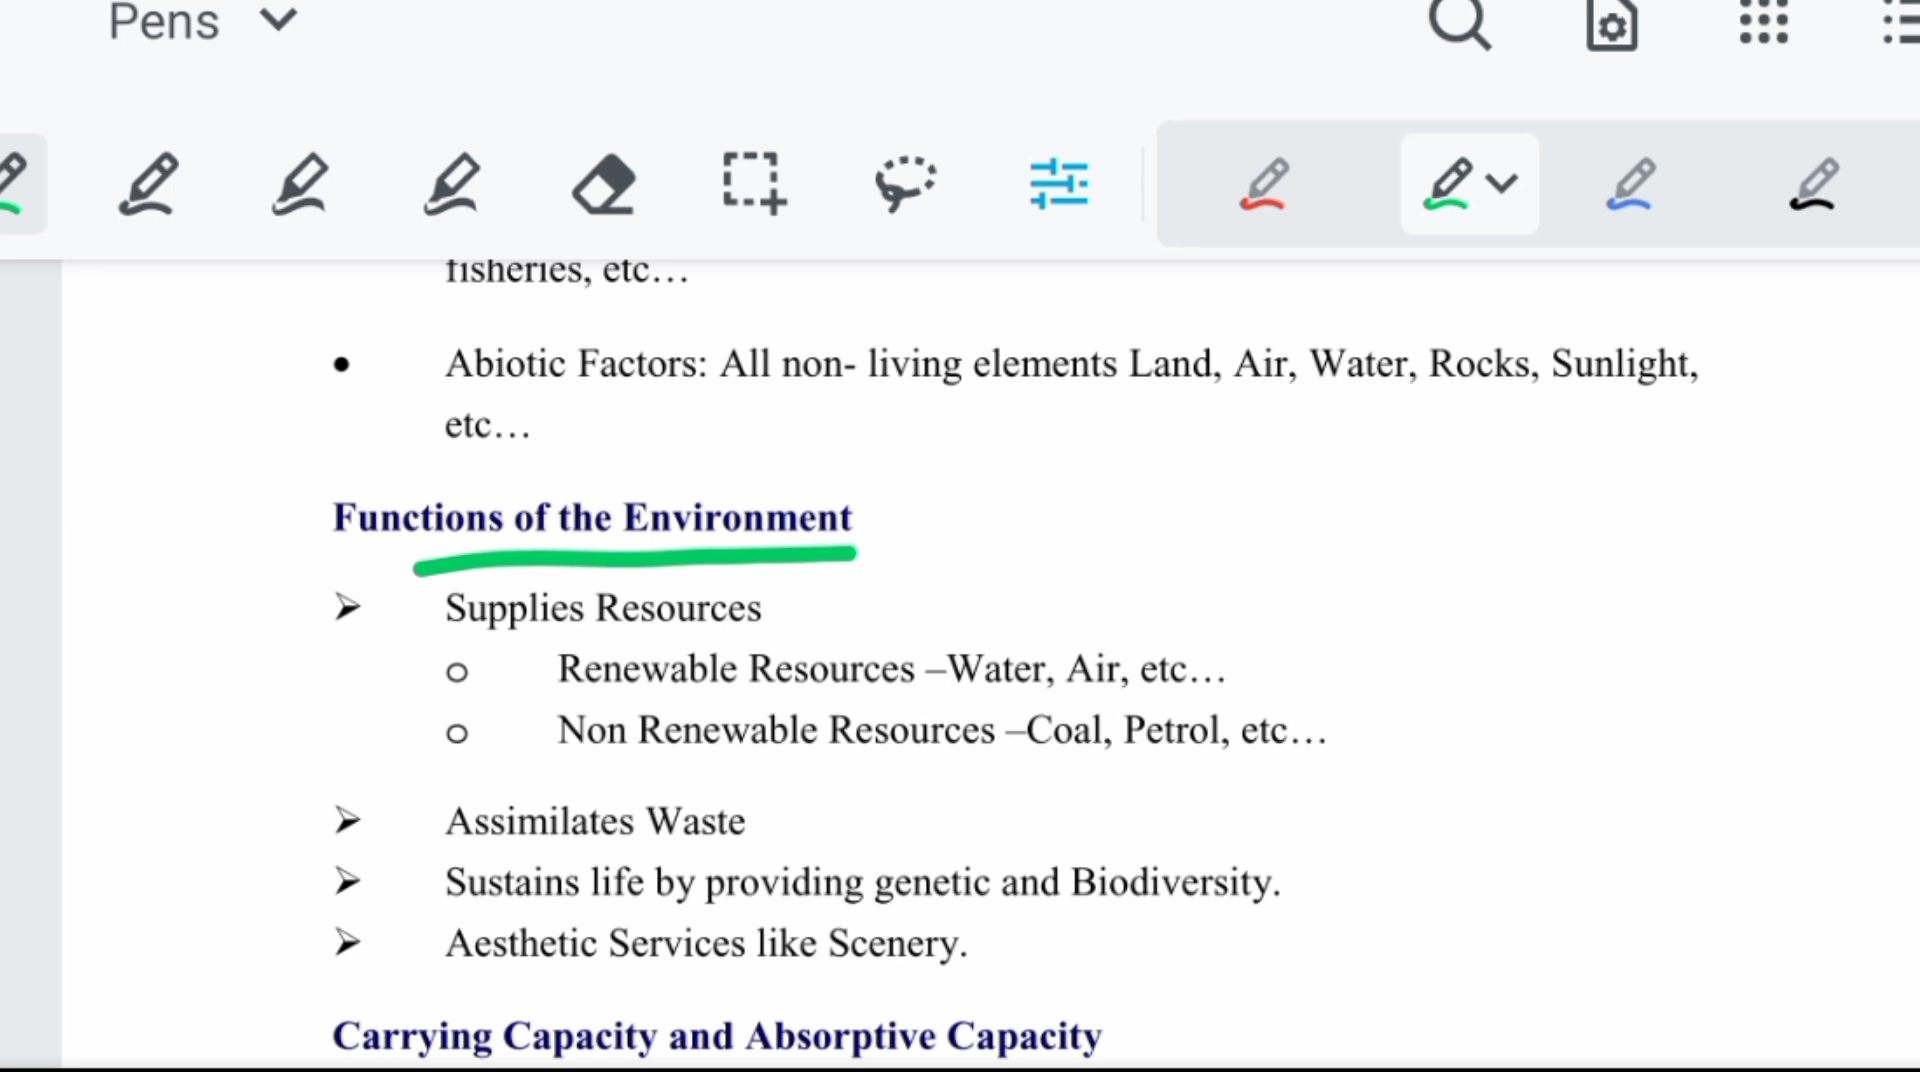 Pens
fisheries, etc…
• Abiotic Factors: All non- living elements Land, Air, Water, Rocks, Sunlight,
etc…
Functions of the Environment
➢ Supplies Resources
o Renewable Resources –Water, Air, etc…
o Non Renewable Resources –Coal, Petrol, etc…
➢ Assimilates Waste
➢ Sustains life by providing genetic and Biodiversity.
➢ Aesthetic Services like Scenery.
Carrying Capacity and Absorptive Capacity